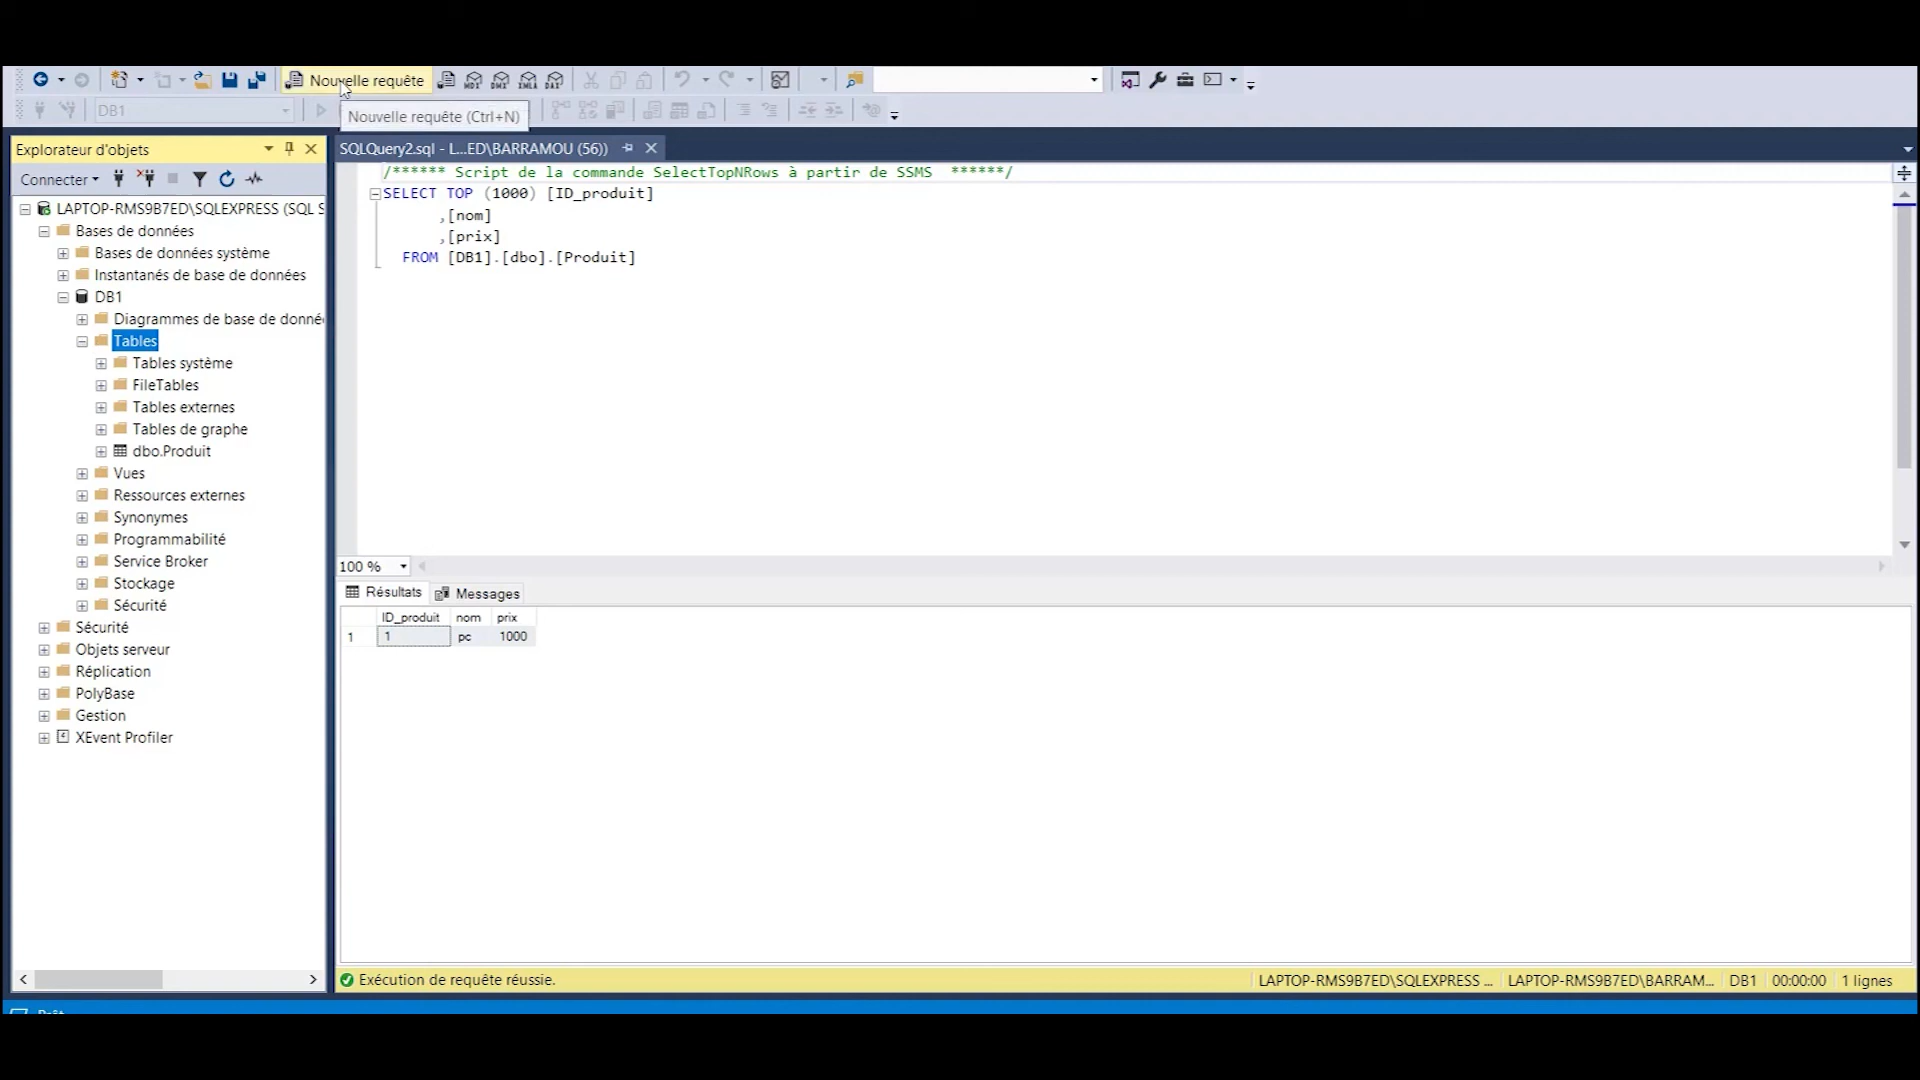 Nouvelle requête
MDX DMX XMLA DAX
DB1
Nouvelle requête (Ctrl+N)
Explorateur d'objets
SQLQuery2.sql - L...ED\BARRAMOU (56))
Connecter
LAPTOP-RMS9B7ED\SQLEXPRESS (SQL S
Bases de données
Bases de données système
Instantanés de base de données
DB1
Diagrammes de base de donné
Tables
Tables système
FileTables
Tables externes
Tables de graphe
dbo.Produit
Vues
Ressources externes
Synonymes
Programmabilité
Service Broker
Stockage
Sécurité
Sécurité
Objets serveur
Réplication
PolyBase
Gestion
XEvent Profiler
/****** Script de la commande SelectTopNRows à partir de SSMS  ******/
SELECT TOP (1000) [ID_produit]
,[nom]
,[prix]
FROM [DB1].[dbo].[Produit]
100 %
Résultats Messages
ID_produit nom prix
1 1 pc 1000
Exécution de requête réussie. LAPTOP-RMS9B7ED\SQLEXPRESS ... LAPTOP-RMS9B7ED\BARRAM... DB1 00:00:00 1 lignes